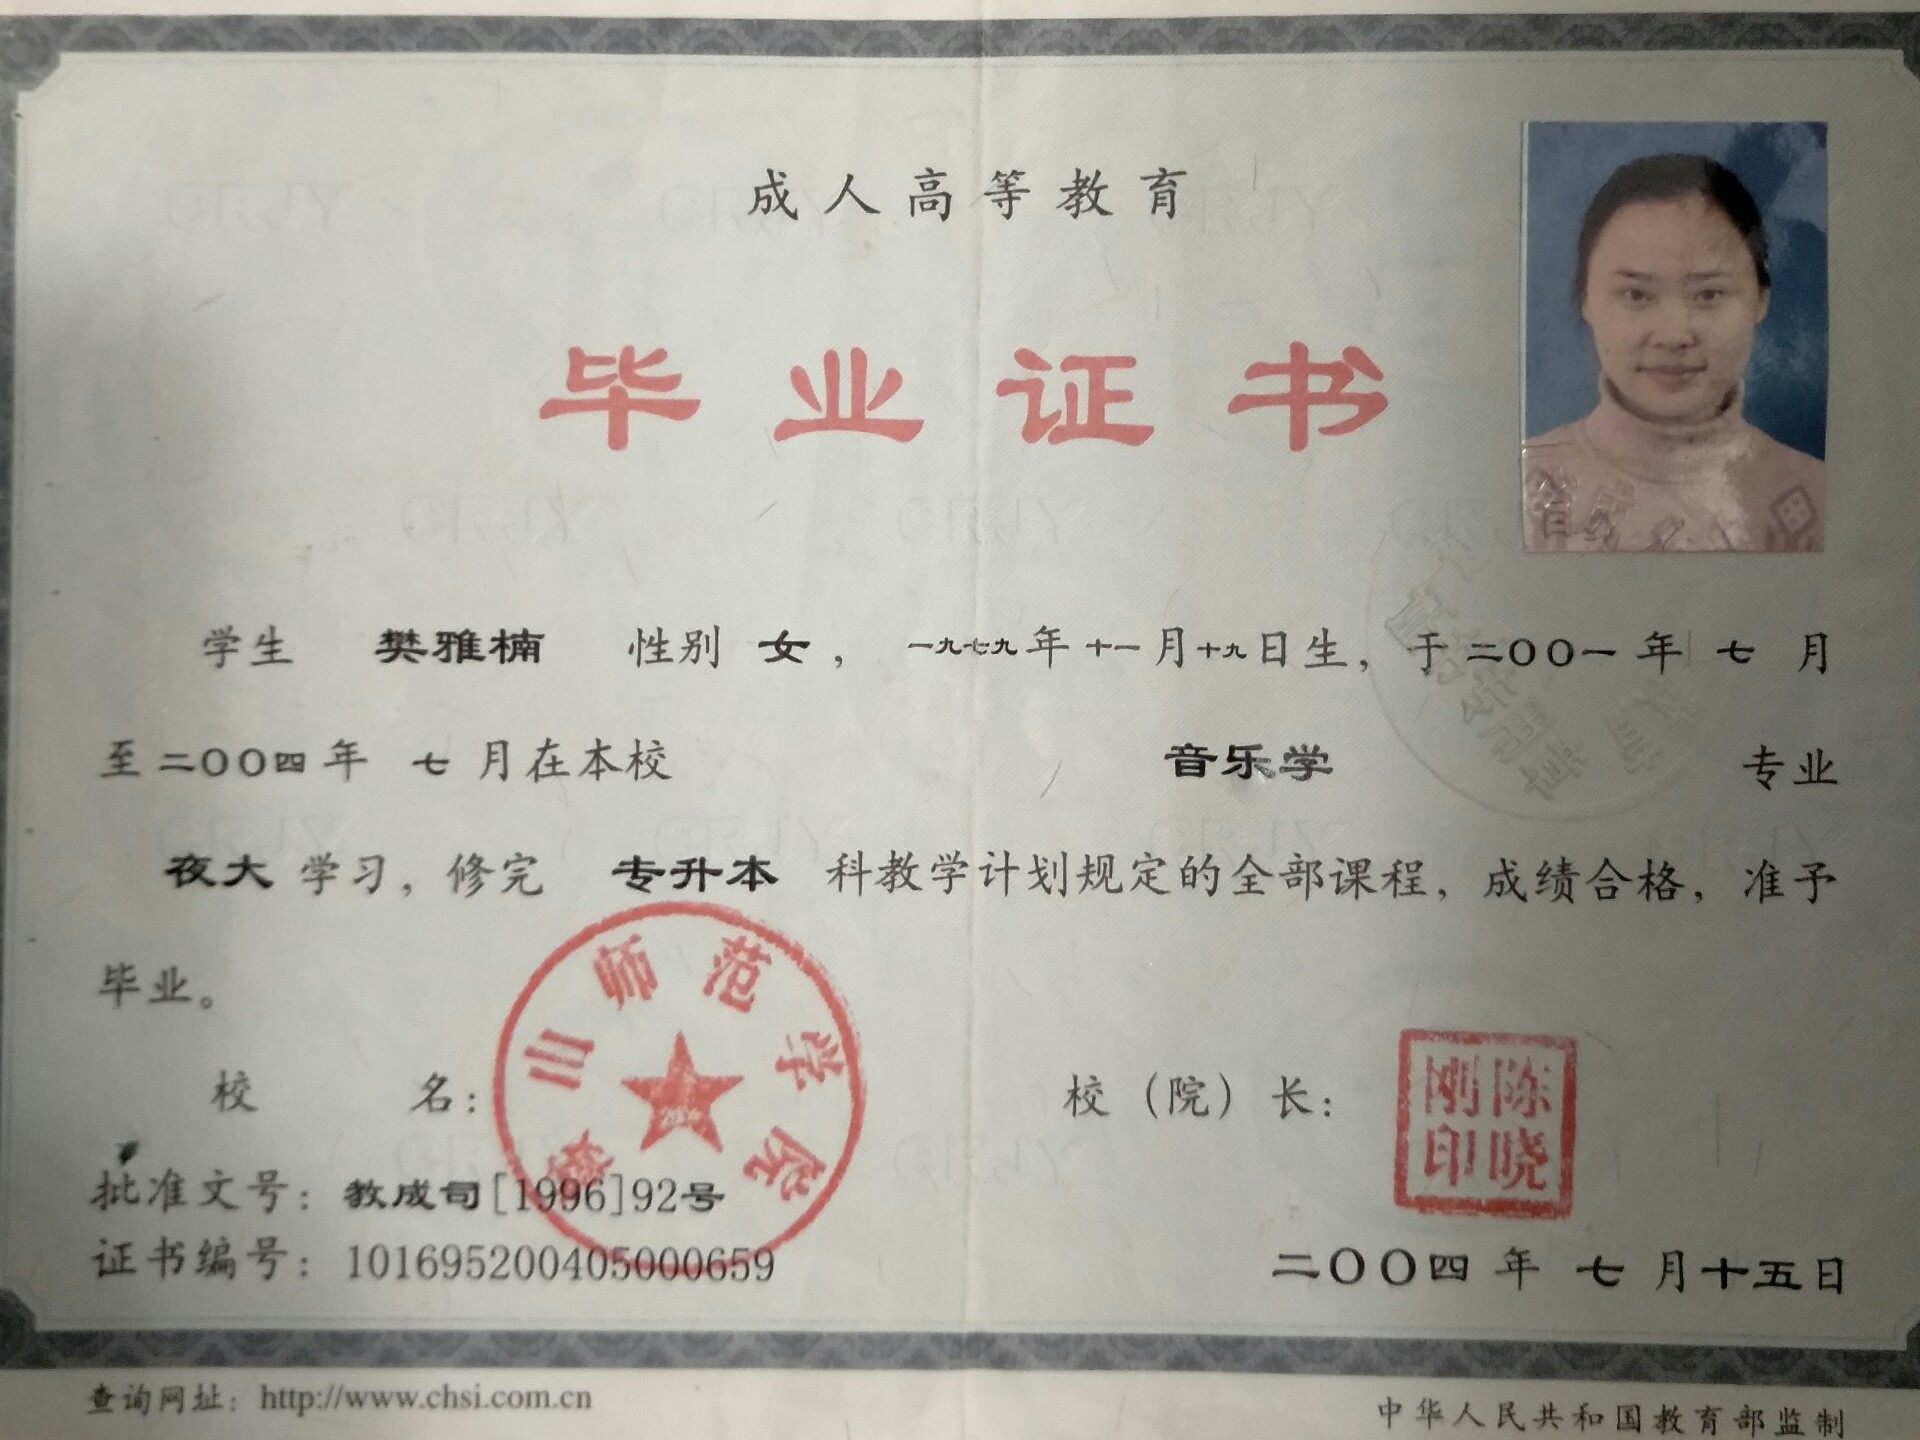 成人高等教育
毕业证书
学生 樊雅楠 性别 女， 一九七九年 十一月十九日生，于二〇〇一年 七 月
至二〇〇四年 七 月在本校 音乐学 专业
夜大 学习，修完 专升本 科教学计划规定的全部课程，成绩合格，准予
毕业。
校 名：
鞍山师范学院
校（院）长：
陈晓刚印
批准文号：教成司[1996]92号
证书编号：101695200405000659
二〇〇四 年 七 月十五日
查询网址：http://www.chsi.com.cn
中华人民共和国教育部监制